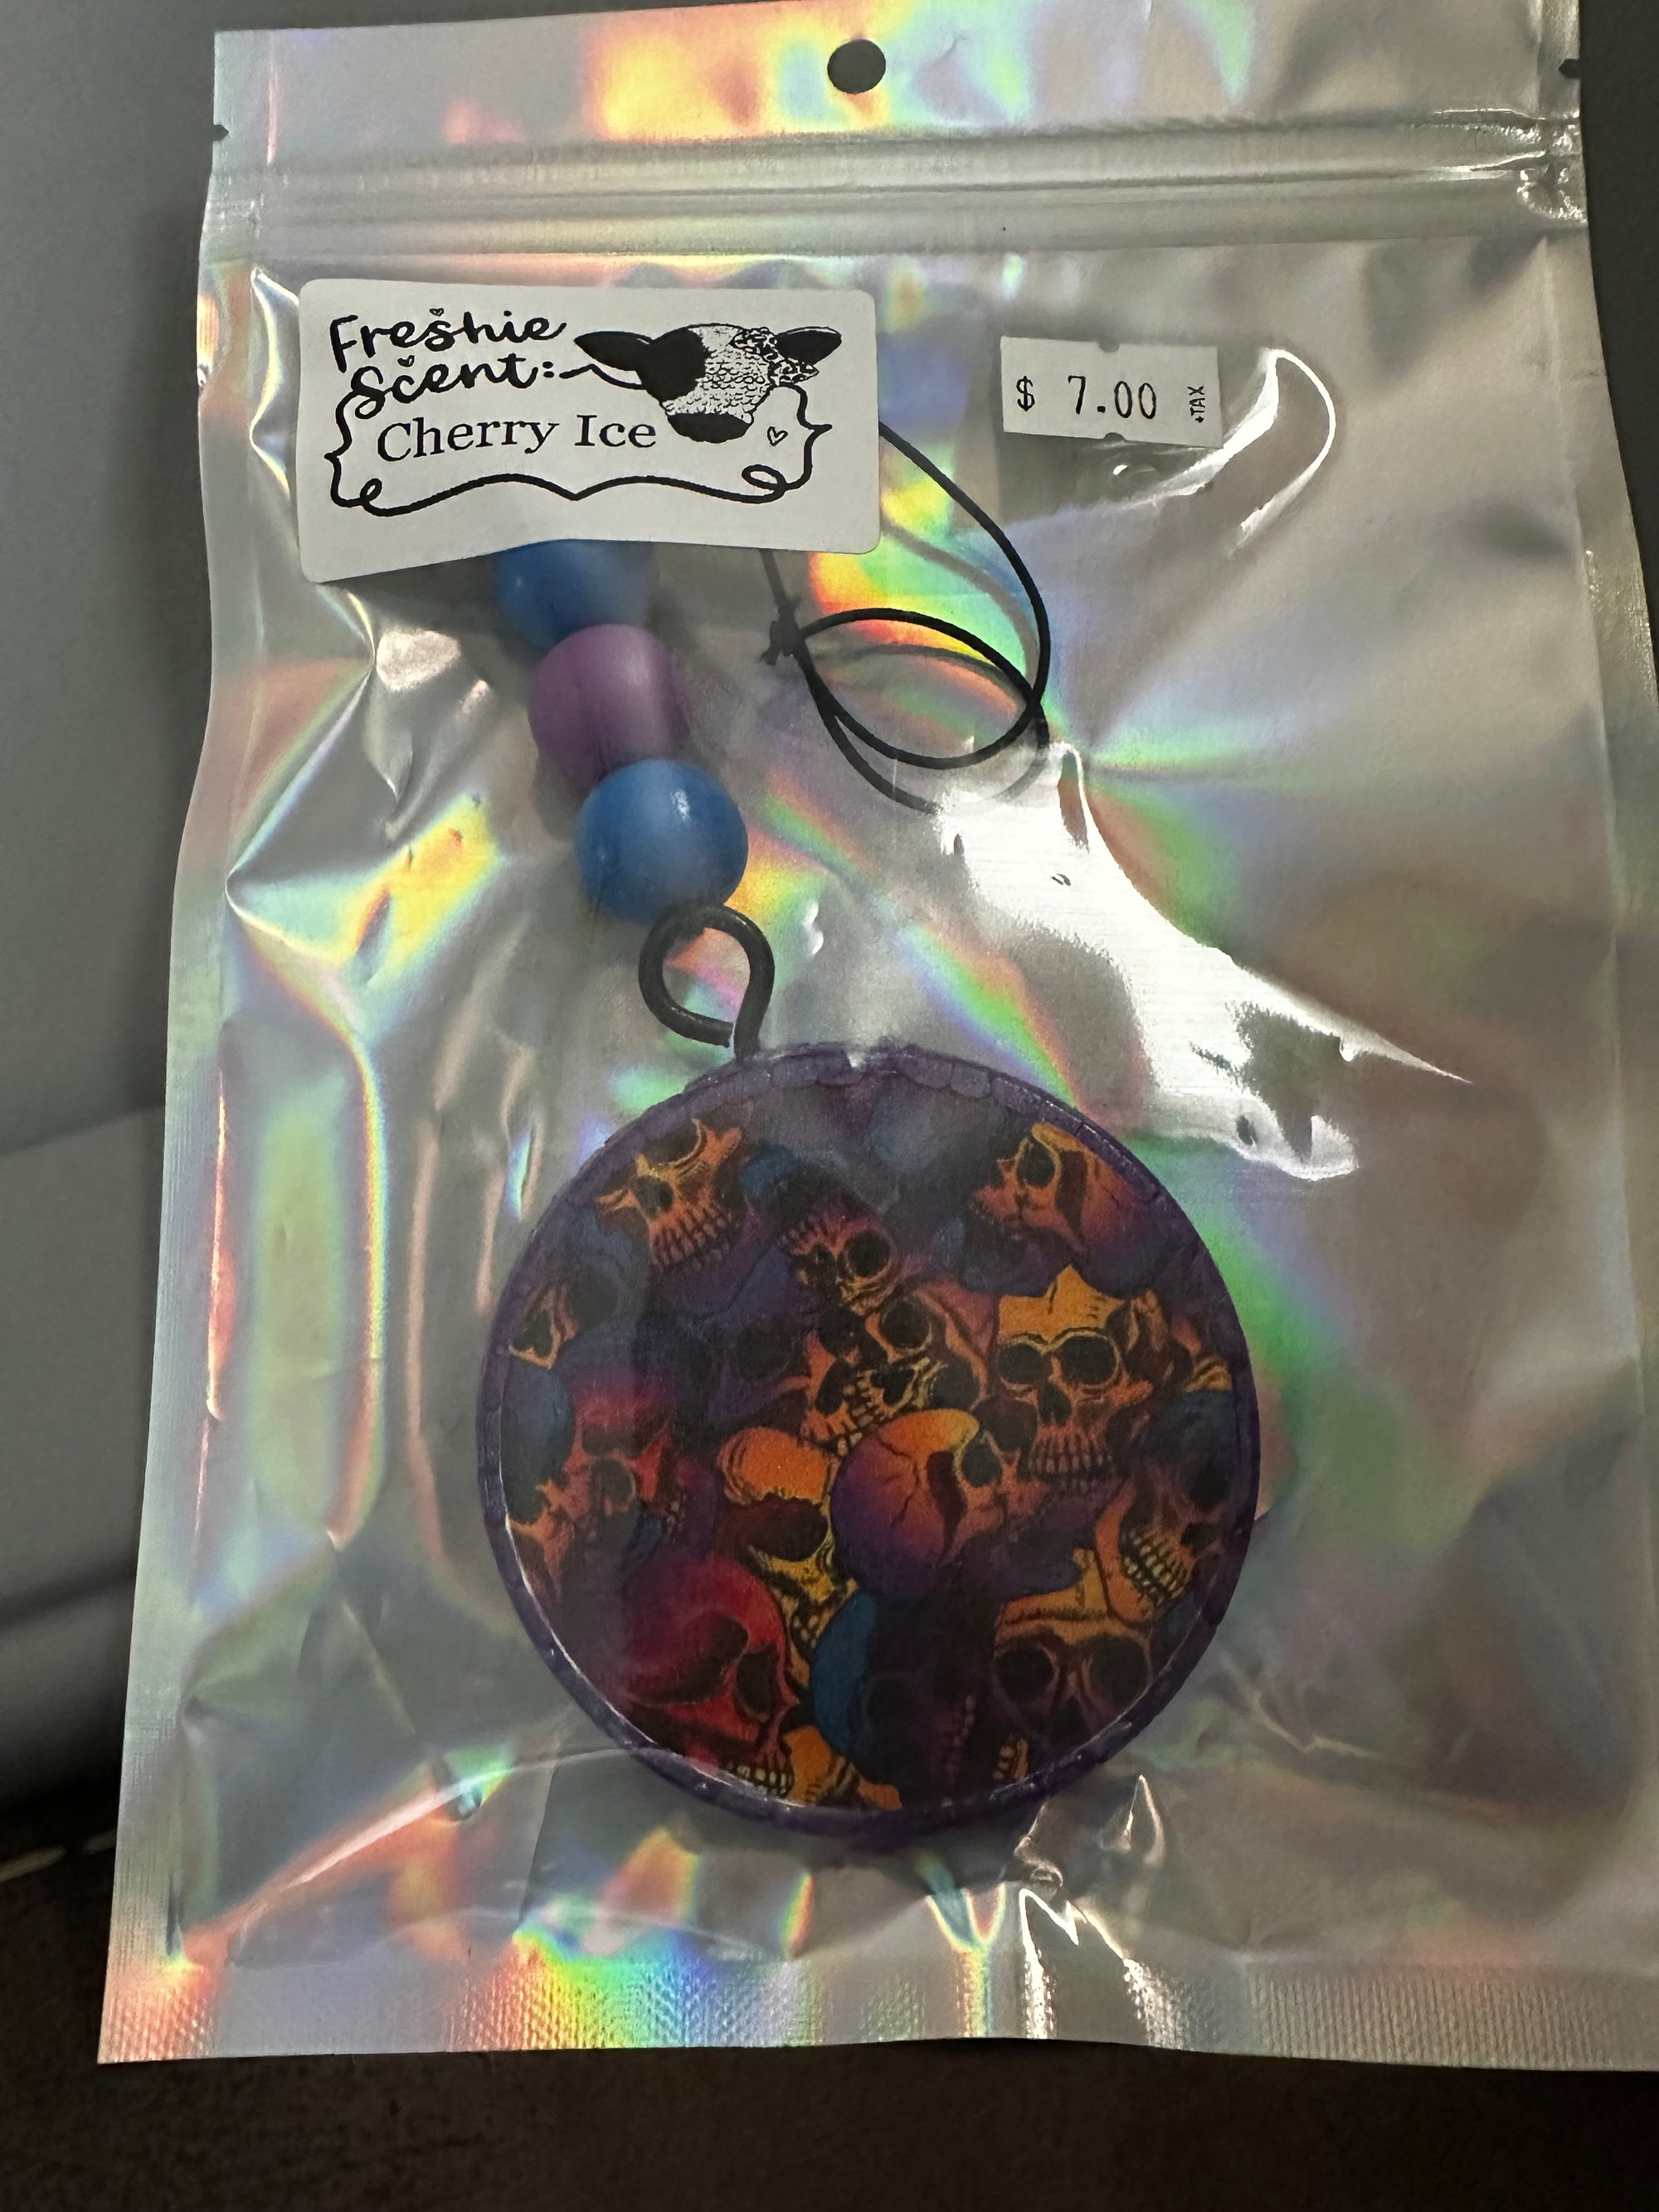 Freshie
Scent:
Cherry Ice
$ 7.00 +TAX